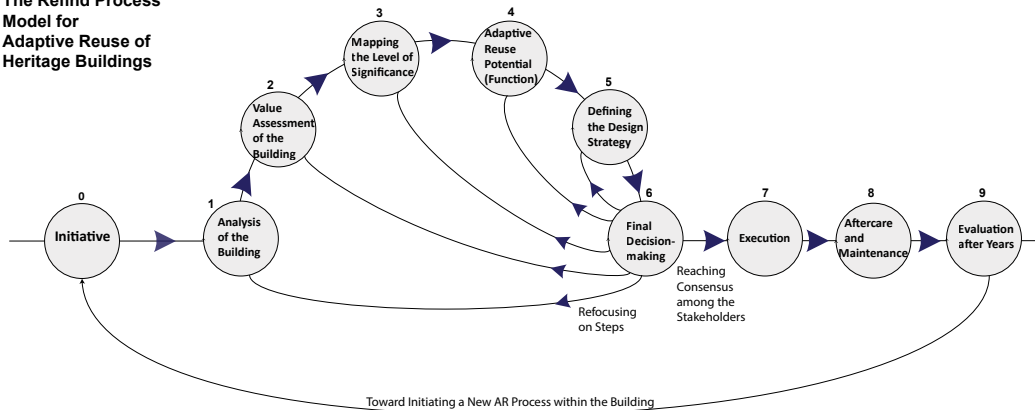 The Refind Process
Model for
Adaptive Reuse of
Heritage Buildings
0
Initiative
1
Analysis
of the
Building
2
Value
Assessment
of the
Building
3
Mapping
the Level of
Significance
4
Adaptive
Reuse
Potential
(Function)
5
Defining
the Design
Strategy
6
Final
Decision-
making
7
Execution
8
Aftercare
and
Maintenance
9
Evaluation
after Years
Reaching
Consensus
among the
Stakeholders
Refocusing
on Steps
Toward Initiating a New AR Process within the Building